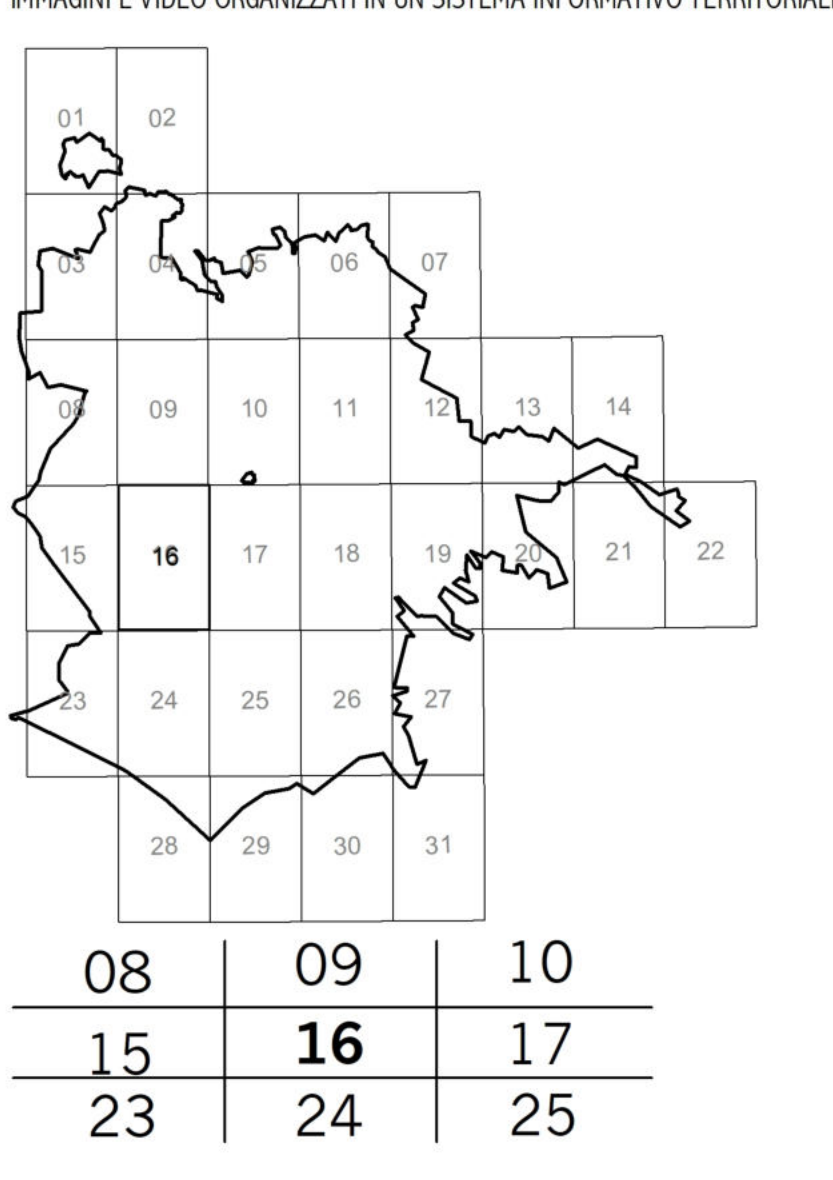 IMMAGINI E VIDEO ORGANIZZATI IN UN SISTEMA INFORMATIVO TERRITORIALE
01 02
03 04 05 06 07
08 09 10 11 12 13 14
15 16 17 18 19 20 21 22
23 24 25 26 27
28 29 30 31
08 09 10
15 16 17
23 24 25